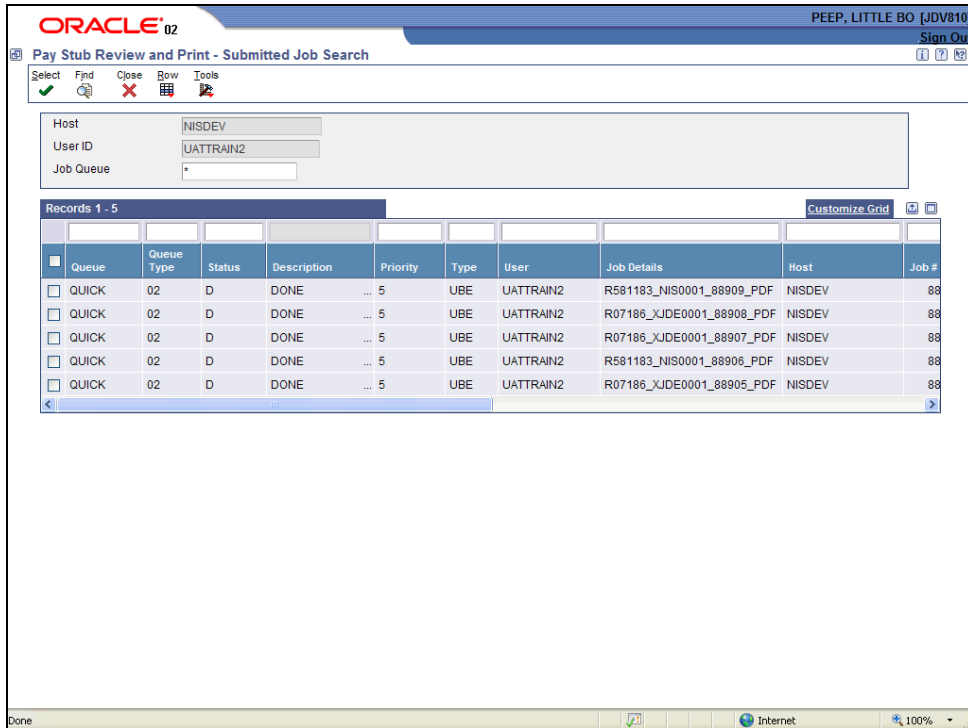 ORACLE 02
PEEP, LITTLE BO [JDV810
Sign Ou
Pay Stub Review and Print - Submitted Job Search
Select Find Close Row Tools
Host NISDEV
User ID UATTRAIN2
Job Queue *
Records 1 - 5 Customize Grid
Queue Queue Type Status Description Priority Type User Job Details Host Job #
QUICK 02 D DONE ... 5 UBE UATTRAIN2 R581183_NIS0001_88909_PDF NISDEV 88
QUICK 02 D DONE ... 5 UBE UATTRAIN2 R07186_XJDE0001_88908_PDF NISDEV 88
QUICK 02 D DONE ... 5 UBE UATTRAIN2 R07186_XJDE0001_88907_PDF NISDEV 88
QUICK 02 D DONE ... 5 UBE UATTRAIN2 R581183_NIS0001_88906_PDF NISDEV 88
QUICK 02 D DONE ... 5 UBE UATTRAIN2 R07186_XJDE0001_88905_PDF NISDEV 88
Done Internet 100%